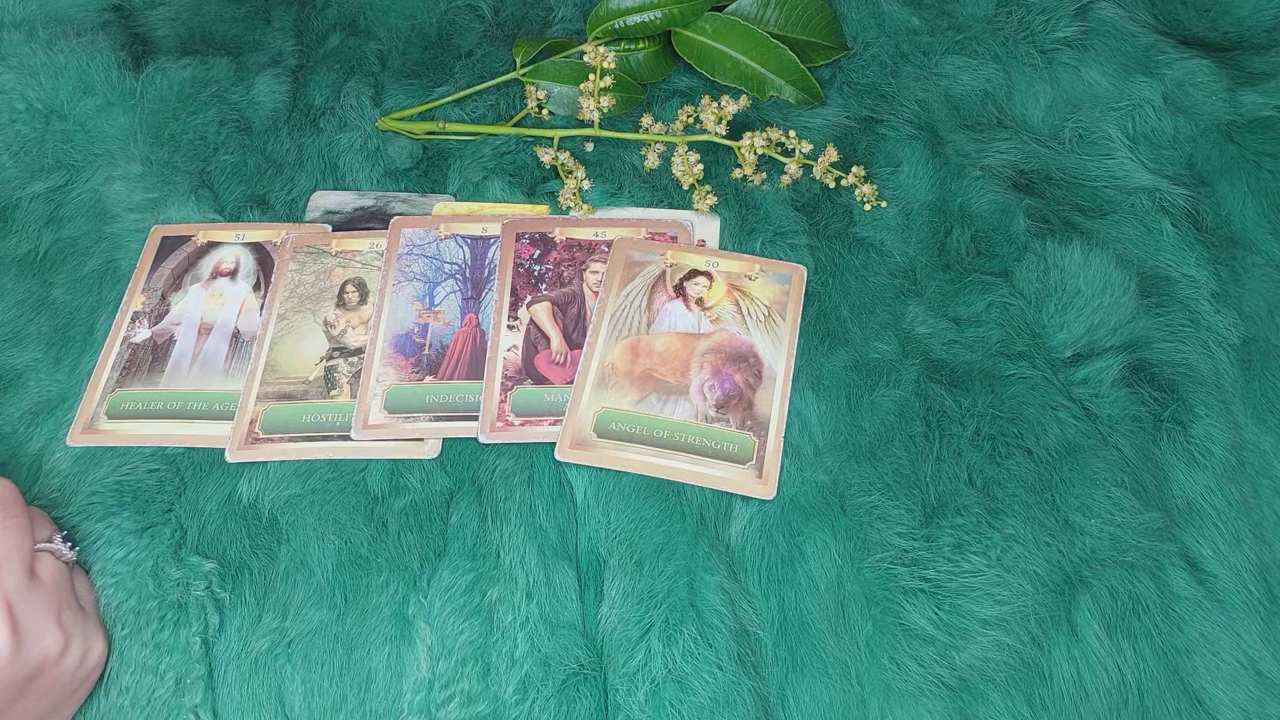 51
HEALER OF THE AGE
26
HOSTILIT
8
INDECISI
45
MAN
50
ANGEL OF STRENGTH